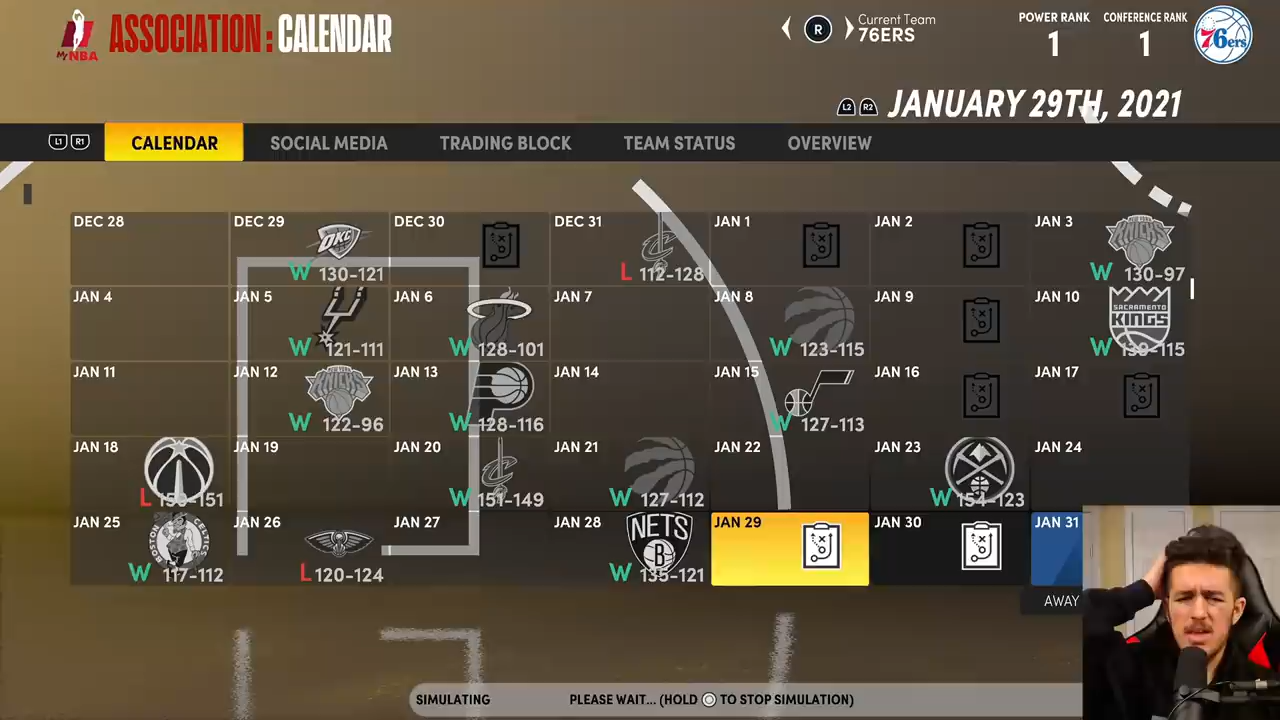 MyNBA
ASSOCIATION: CALENDAR
R
Current Team
76ERS
POWER RANK
1
CONFERENCE RANK
1
76ers
L2 R2 JANUARY 29TH, 2021
L1 R1 CALENDAR SOCIAL MEDIA TRADING BLOCK TEAM STATUS OVERVIEW
DEC 28 DEC 29 DEC 30 DEC 31 JAN 1 JAN 2 JAN 3
OKC KNICKS
W 130-121 L 112-128 W 130-97
JAN 4 JAN 5 JAN 6 JAN 7 JAN 8 JAN 9 JAN 10
SACRAMENTO
KINGS
W 121-111 W 128-101 W 123-115 W 139-115
JAN 11 JAN 12 JAN 13 JAN 14 JAN 15 JAN 16 JAN 17
KNICKS
W 122-96 W 128-116 W 127-113
JAN 18 JAN 19 JAN 20 JAN 21 JAN 22 JAN 23 JAN 24
L W 151-149 W 127-112 W 154-123
JAN 25 JAN 26 JAN 27 JAN 28 JAN 29 JAN 30 JAN 31
BOSTON CELTICS NETS
B
W 117-112 L 120-124 W 135-121
AWAY
SIMULATING PLEASE WAIT... (HOLD TO STOP SIMULATION)